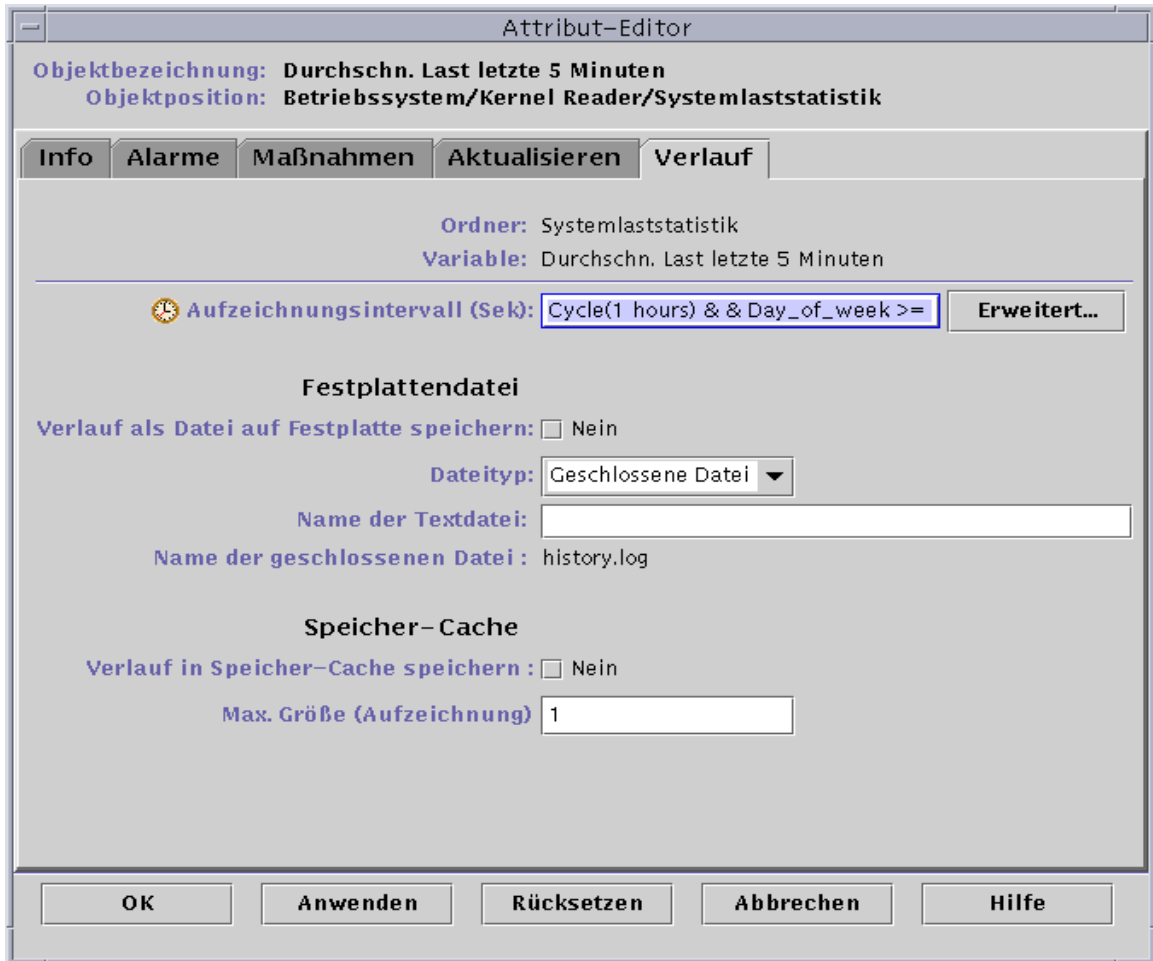 Attribut-Editor
Objektbezeichnung: Durchschn. Last letzte 5 Minuten
Objektposition: Betriebssystem/Kernel Reader/Systemlaststatistik
Info Alarme Maßnahmen Aktualisieren Verlauf
Ordner: Systemlaststatistik
Variable: Durchschn. Last letzte 5 Minuten
Aufzeichnungsintervall (Sek): Cycle(1 hours) & & Day_of_week >= Erweitert...
Festplattendatei
Verlauf als Datei auf Festplatte speichern: Nein
Dateityp: Geschlossene Datei
Name der Textdatei:
Name der geschlossenen Datei : history.log
Speicher-Cache
Verlauf in Speicher-Cache speichern : Nein
Max. Größe (Aufzeichnung) 1
OK Anwenden Rücksetzen Abbrechen Hilfe